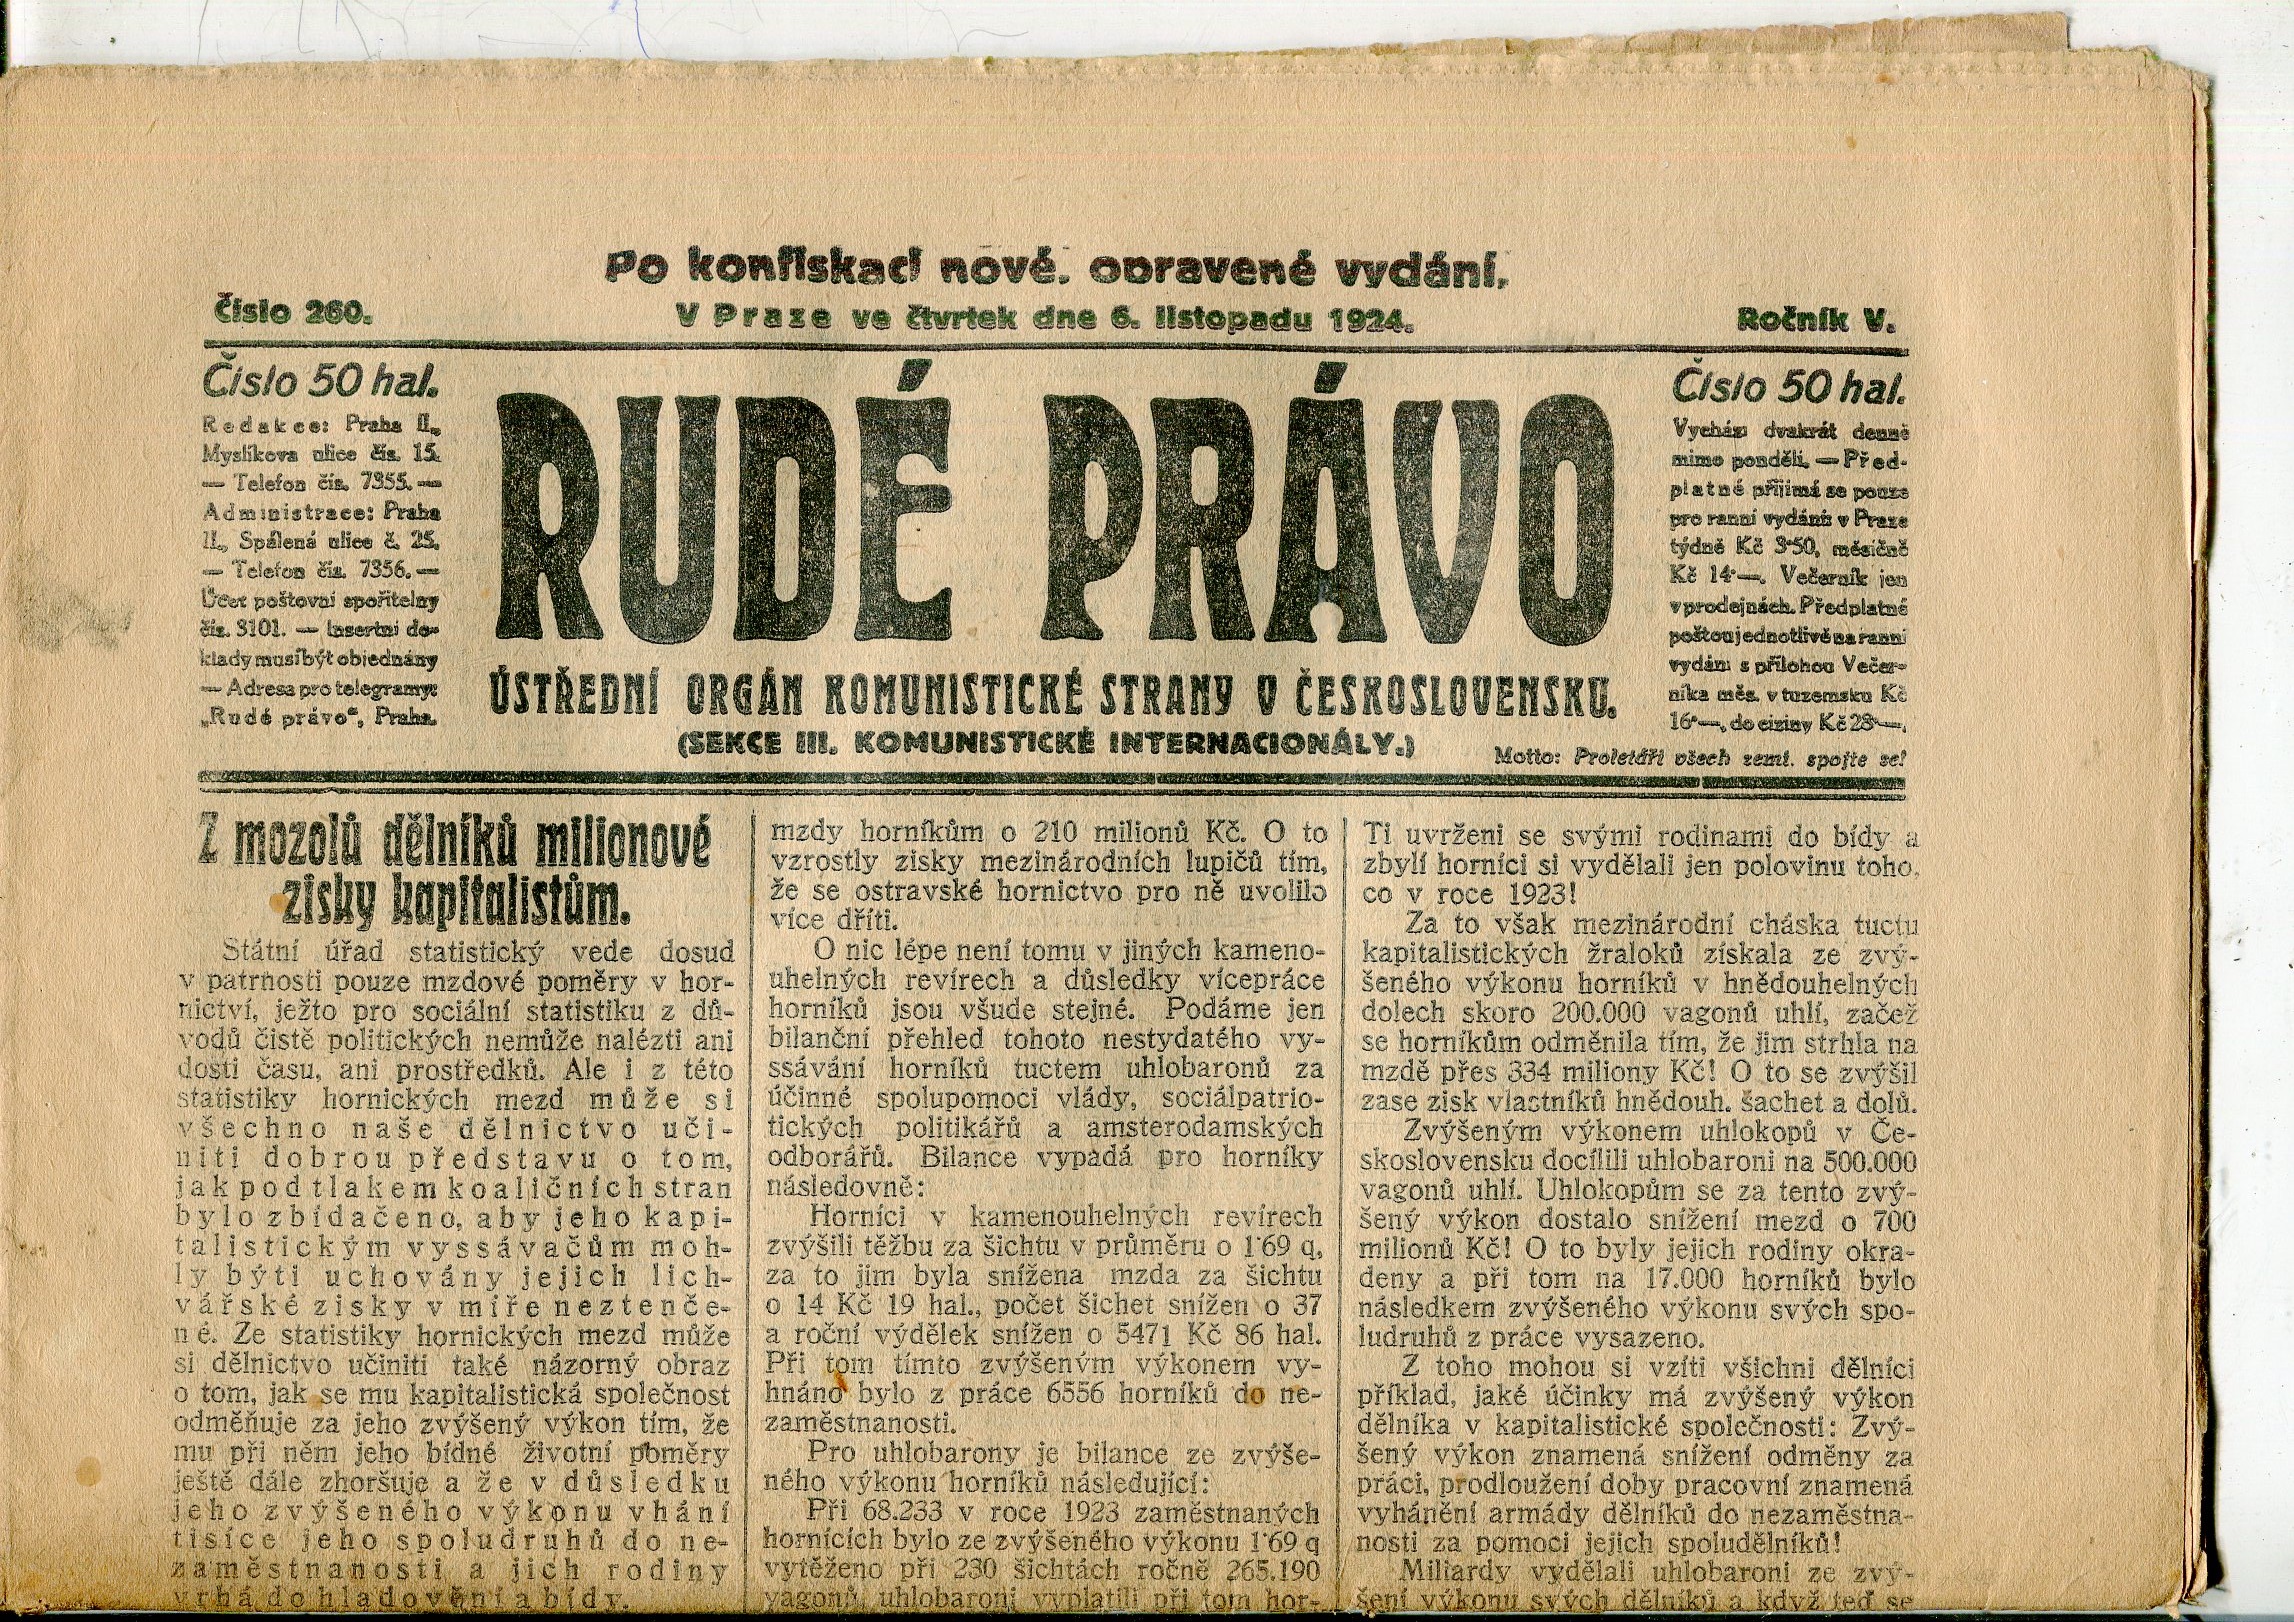 Po konfiskaci nové. opravené vydání.
Číslo 260.
V Praze ve čtvrtek dne 6. listopadu 1924.
Ročník V.
Číslo 50 hal.
Redakce: Praha II.,
Myslíkova ulice čís. 15.
— Telefon čís. 7355. —
Administrace: Praha
II., Spálená ulice č. 25.
— Telefon čís. 7356. —
Účet poštovní spořitelny
čís. 3101. — Insertní do-
klady musí být objednány
— Adresa pro telegramy:
„Rudé právo“, Praha.
RUDÉ PRÁVO
ÚSTŘEDNÍ ORGÁN KOMUNISTICKÉ STRANY V ČESKOSLOVENSKU.
(SEKCE III. KOMUNISTICKÉ INTERNACIONÁLY.)
Číslo 50 hal.
Vychází dvakrát denně
mimo pondělí. — Před-
platné přijímá se pouze
pro ranní vydání: v Praze
týdně Kč 3·50, měsíčně
Kč 14·—. Večerník jen
v prodejnách. Předplatné
poštou jednotlivě na ranní
vydání s přílohou Večer-
níka měs. v tuzemsku Kč
16·—, do ciziny Kč 28·—.
Motto: Proletáři všech zemí, spojte se!
Z mozolů dělníků milionové
zisky kapitalistům.
Státní úřad statistický vede dosud
v patrnosti pouze mzdové poměry v hor-
nictví, ježto pro sociální statistiku z dů-
vodů čistě politických nemůže nalézti ani
dosti času, ani prostředků. Ale i z této
statistiky hornických mezd může si
všechno naše dělnictvo uči-
niti dobrou představu o tom,
jak pod tlakem koaličních stran
bylo zbídačeno, aby jeho kapi-
talistickým vyssávačům moh-
ly býti uchovány jejich lich-
vářské zisky v míře neztenče-
né. Ze statistiky hornických mezd může
si dělnictvo učiniti také názorný obraz
o tom, jak se mu kapitalistická společnost
odměňuje za jeho zvýšený výkon tím, že
mu při něm jeho bídné životní poměry
ještě dále zhoršuje a že v důsledku
jeho zvýšeného výkonu vhání
tisíce jeho spoludruhů do ne-
zaměstnanosti a jich rodiny
vrhá do hladovění a bídy.
mzdy horníkům o 210 milionů Kč. O to
vzrostly zisky mezinárodních lupičů tím,
že se ostravské hornictvo pro ně uvolilo
více dříti.
O nic lépe není tomu v jiných kameno-
uhelných revírech a důsledky vícepráce
horníků jsou všude stejné. Podáme jen
bilanční přehled tohoto nestydatého vy-
ssávání horníků tuctem uhlobaronů za
účinné spolupomoci vlády, sociálpatrio-
tických politikářů a amsterodamských
odborářů. Bilance vypadá pro horníky
následovně:
Horníci v kamenouhelných revírech
zvýšili těžbu za šichtu v průměru o 1·69 q,
za to jim byla snížena mzda za šichtu
o 14 Kč 19 hal., počet šichet snížen o 37
a roční výdělek snížen o 5471 Kč 86 hal.
Při tom tímto zvýšeným výkonem vy-
hnáno bylo z práce 6556 horníků do ne-
zaměstnanosti.
Pro uhlobarony je bilance ze zvýše-
ného výkonu horníků následující:
Při 68.233 v roce 1923 zaměstnaných
hornících bylo ze zvýšeného výkonu 1·69 q
vytěženo při 230 šichtách ročně 265.190
vagonů, uhlobaroni vyplatili při tom hor-
Ti uvrženi se svými rodinami do bídy a
zbylí horníci si vydělali jen polovinu toho,
co v roce 1923!
Za to však mezinárodní cháska tuctu
kapitalistických žraloků získala ze zvý-
šeného výkonu horníků v hnědouhelných
dolech skoro 200.000 vagonů uhlí, začež
se horníkům odměnila tím, že jim strhla na
mzdě přes 334 miliony Kč! O to se zvýšil
zase zisk vlastníků hnědouh. šachet a dolů.
Zvýšeným výkonem uhlokopů v Če-
skoslovensku docílili uhlobaroni na 500.000
vagonů uhlí. Uhlokopům se za tento zvý-
šený výkon dostalo snížení mezd o 700
milionů Kč! O to byly jejich rodiny okra-
deny a při tom na 17.000 horníků bylo
následkem zvýšeného výkonu svých spo-
ludruhů z práce vysazeno.
Z toho mohou si vzíti všichni dělníci
příklad, jaké účinky má zvýšený výkon
dělníka v kapitalistické společnosti: Zvý-
šený výkon znamená snížení odměny za
práci, prodloužení doby pracovní znamená
vyhánění armády dělníků do nezaměstna-
nosti za pomoci jejich spoludělníků!
Miliardy vydělali uhlobaroni ze zvý-
šení výkonu svých dělníků a když teď se